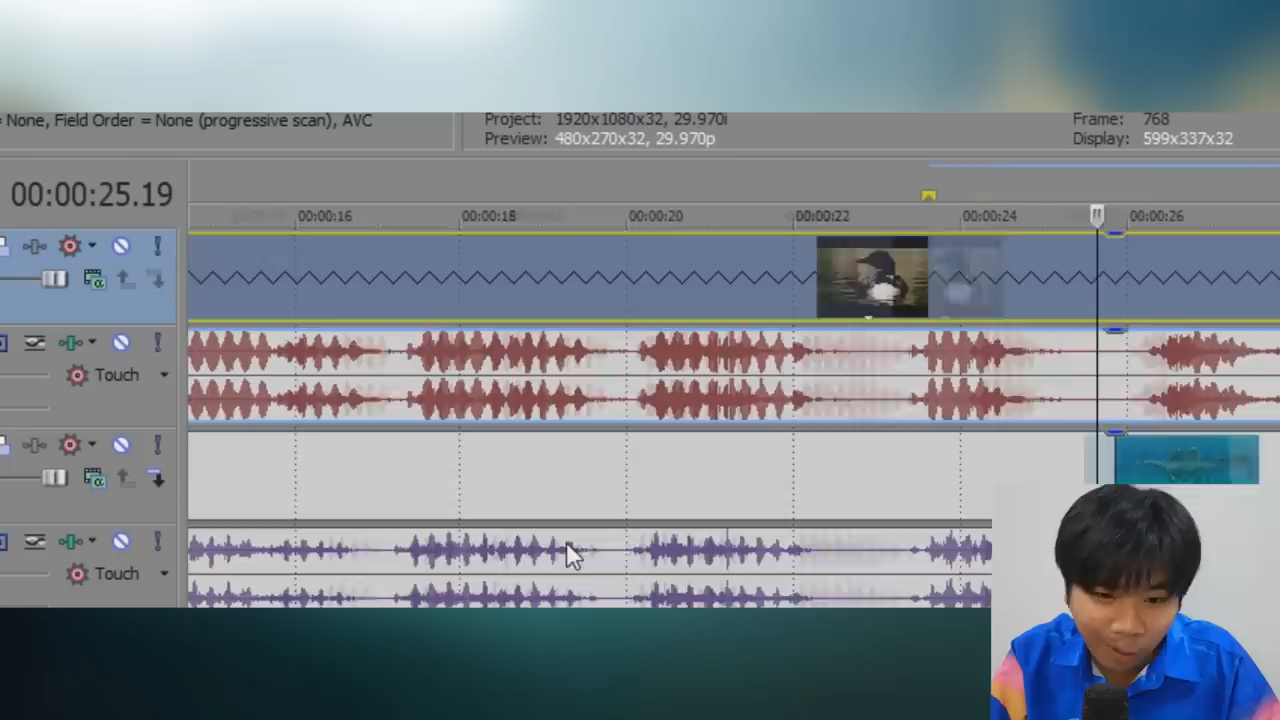 = None, Field Order = None (progressive scan), AVC
Project: 1920x1080x32, 29.970i
Frame: 768
Preview: 480x270x32, 29.970p
Display: 599x337x32
00:00:25.19
00:00:16
00:00:18
00:00:20
00:00:22
00:00:24
00:00:26
Touch
Touch